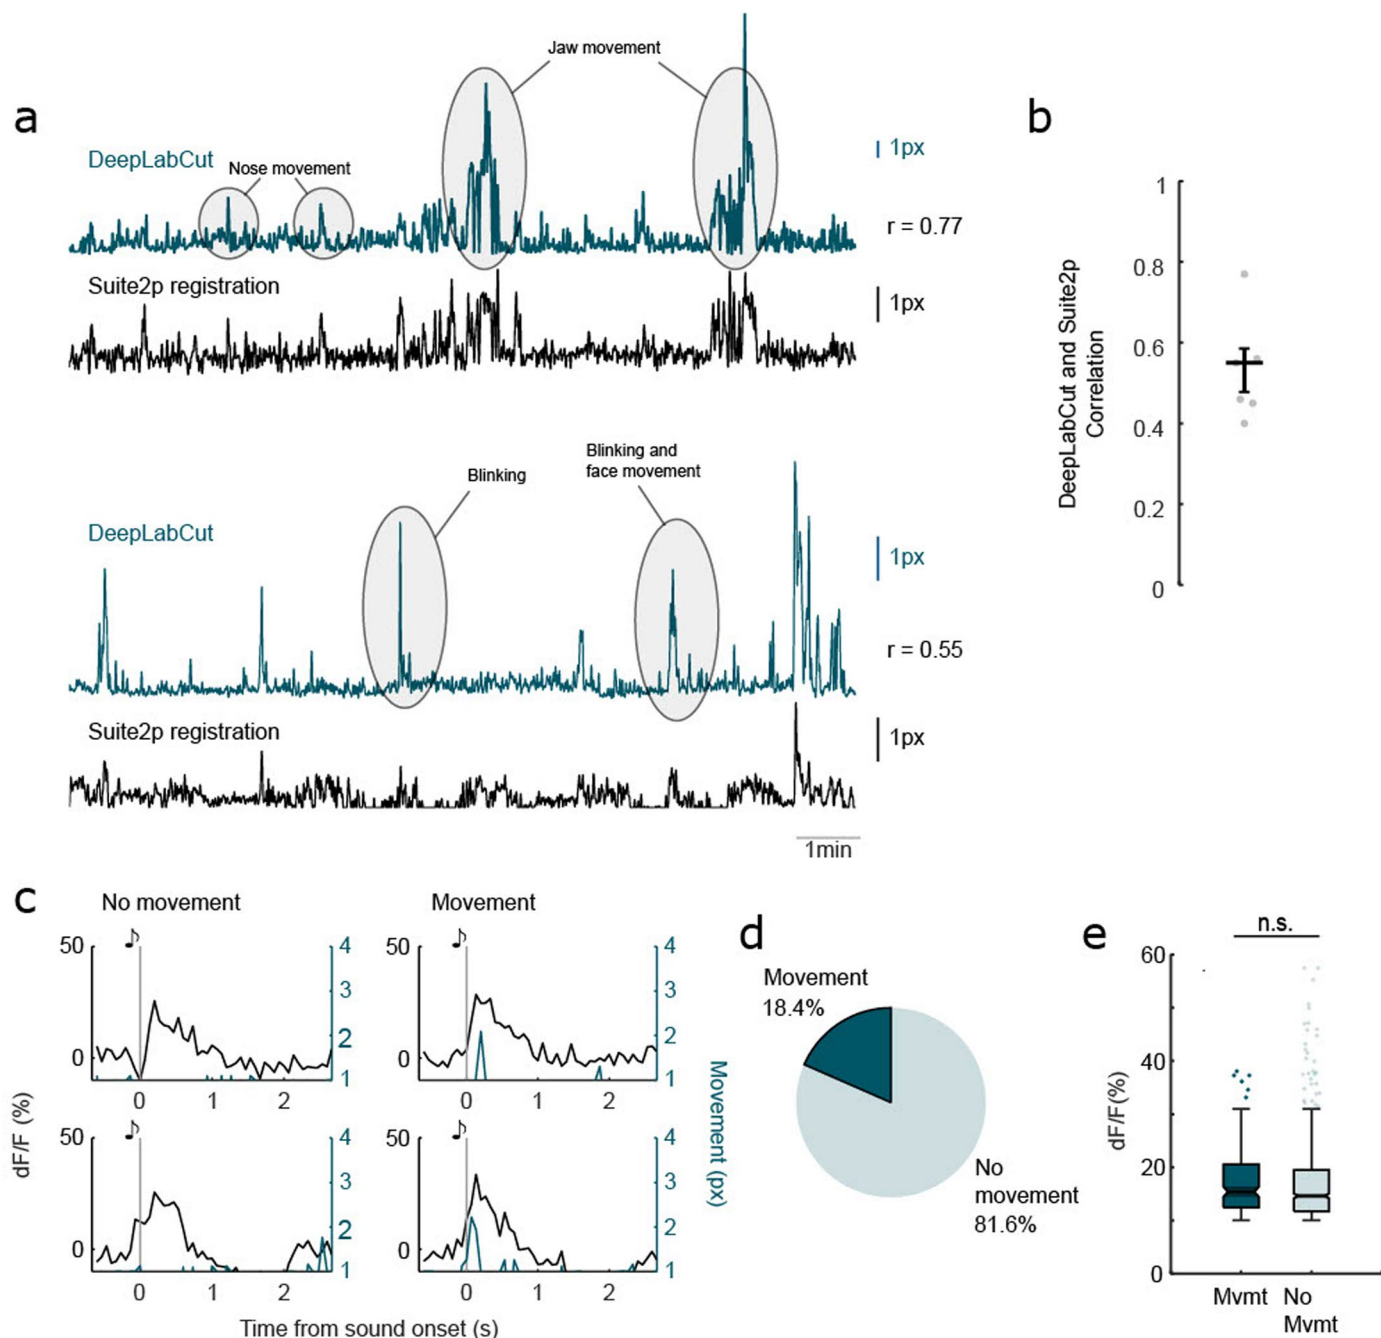 a
Jaw movement
DeepLabCut
Nose movement
1px
r = 0.77
Suite2p registration
1px
Blinking
Blinking and
face movement
DeepLabCut
1px
r = 0.55
Suite2p registration
1px
1min
b
DeepLabCut and Suite2p
Correlation
1
0.8
0.6
0.4
0.2
0
c
No movement
Movement
50
0
4
3
2
1
0 1 2
50
0
4
3
2
1
0 1 2
50
0
4
3
2
1
0 1 2
50
0
4
3
2
1
0 1 2
dF/F (%)
Movement (px)
Time from sound onset (s)
d
Movement
18.4%
No
movement
81.6%
e
n.s.
60
40
20
0
dF/F(%)
Mvmt
No
Mvmt